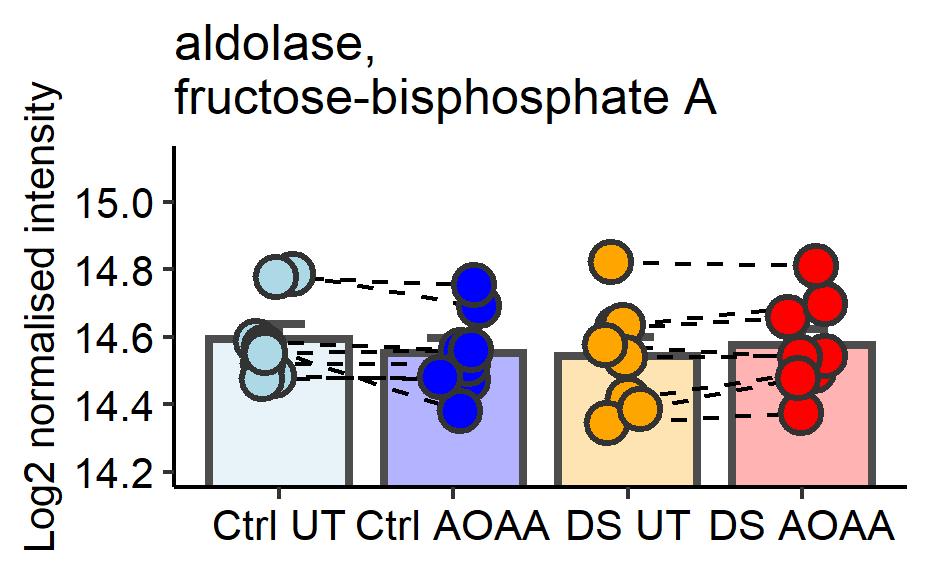 aldolase,
fructose-bisphosphate A
Log2 normalised intensity
15.0
14.8
14.6
14.4
14.2
Ctrl UT Ctrl AOAA DS UT DS AOAA